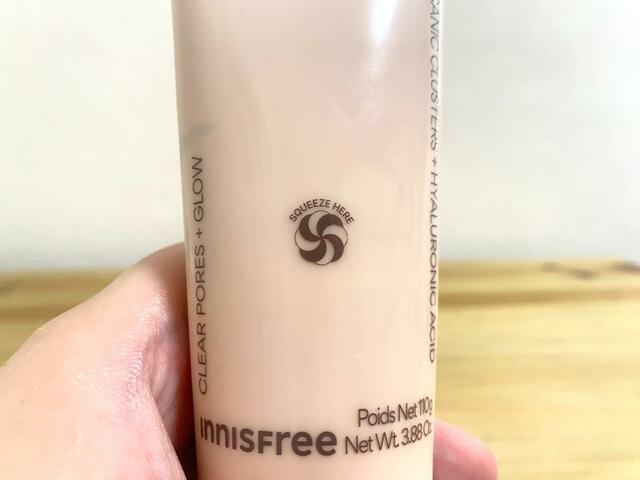 CLUSTERS + HYALURONIC ACID
CLEAR PORES + GLOW
SQUEEZE HERE
innisfree
Poids Net 110g
Net Wt. 3.88 Oz